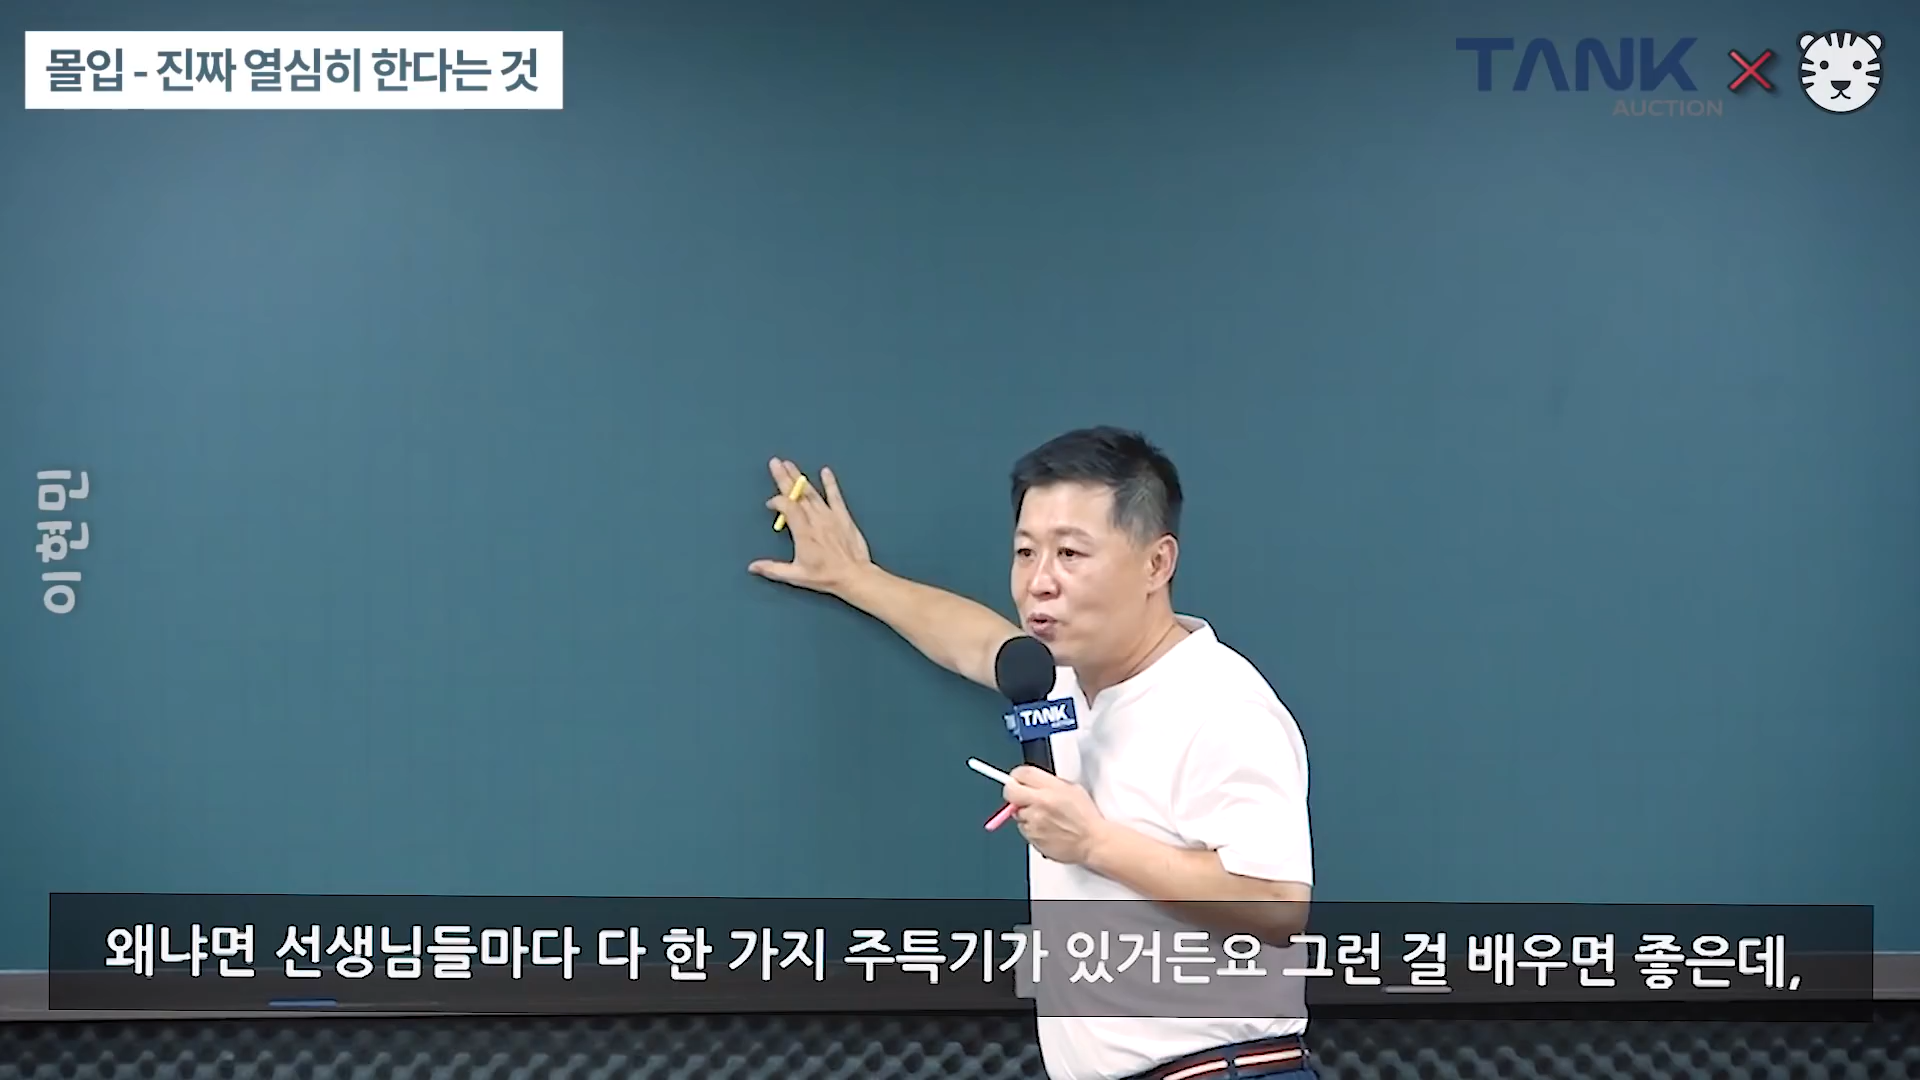 몰입 - 진짜 열심히 한다는 것
TANK
AUCTION
이현민
TANK
AUCTION
왜냐면 선생님들마다 다 한 가지 주특기가 있거든요 그런 걸 배우면 좋은데,